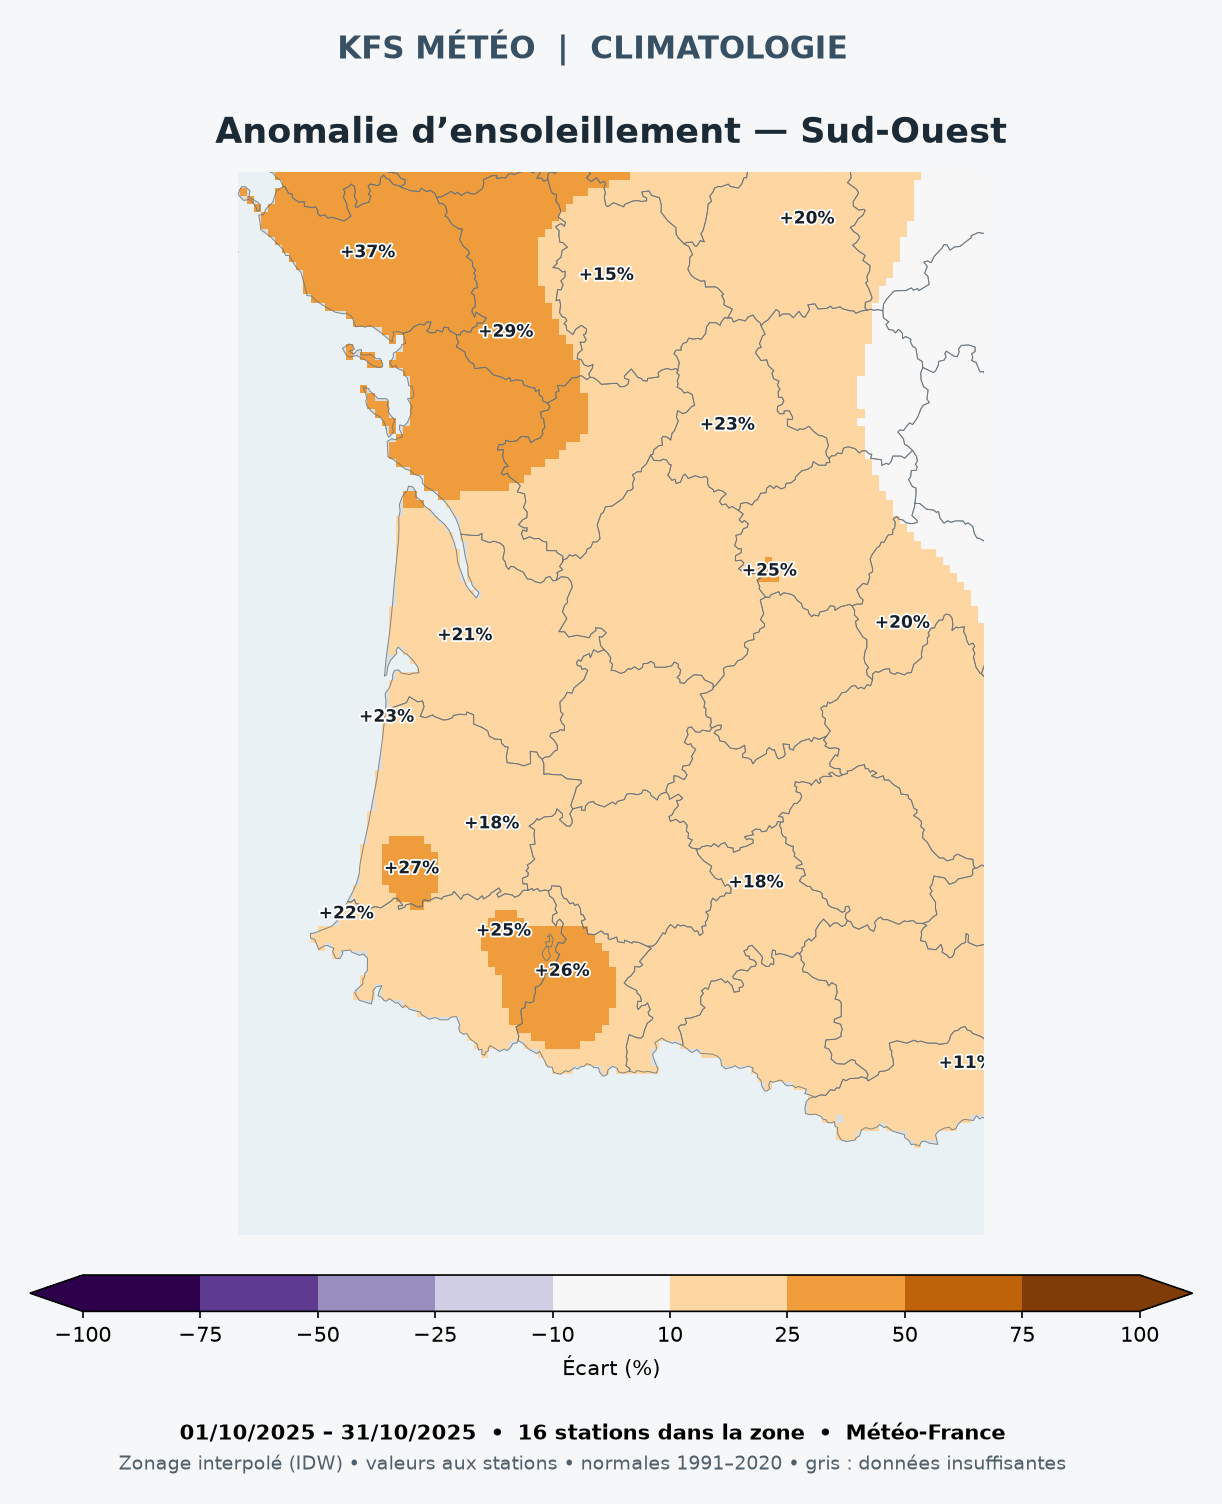 KFS MÉTÉO | CLIMATOLOGIE
Anomalie d’ensoleillement — Sud-Ouest
+20%
+37%
+15%
+29%
+23%
+25%
+20%
+21%
+23%
+18%
+27%
+18%
+22%
+25%
+26%
+11%
−100 −75 −50 −25 −10 10 25 50 75 100
Écart (%)
01/10/2025 – 31/10/2025 • 16 stations dans la zone • Météo-France
Zonage interpolé (IDW) • valeurs aux stations • normales 1991–2020 • gris : données insuffisantes